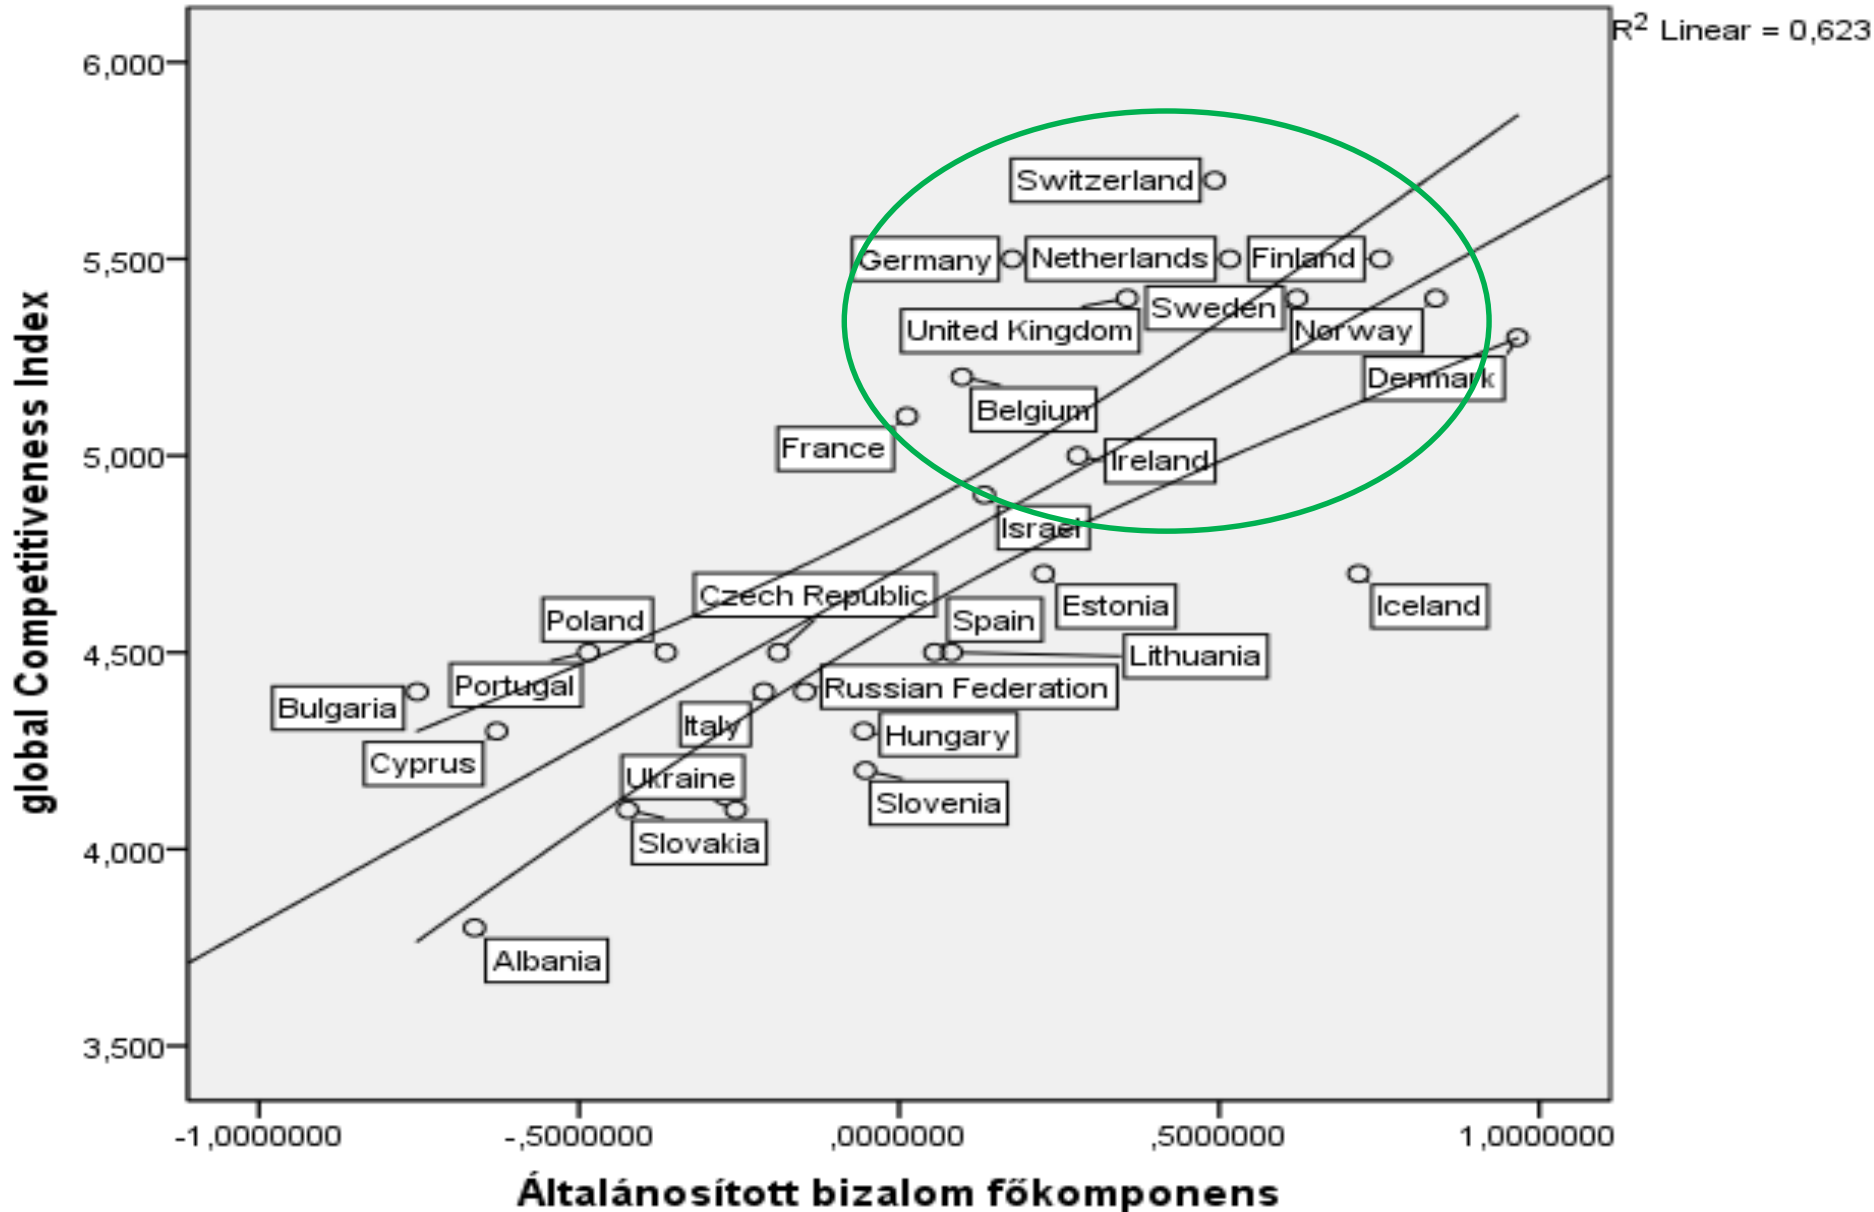 R² Linear = 0,623
6,000
5,500
5,000
4,500
4,000
3,500
global Competitiveness Index
Switzerland
Germany
Netherlands
Finland
United Kingdom
Sweden
Norway
Denmark
Belgium
France
Ireland
Israel
Czech Republic
Poland
Spain
Estonia
Iceland
Lithuania
Portugal
Bulgaria
Russian Federation
Italy
Hungary
Cyprus
Ukraine
Slovenia
Slovakia
Albania
-1,0000000
-,5000000
,0000000
,5000000
1,0000000
Általánosított bizalom főkomponens